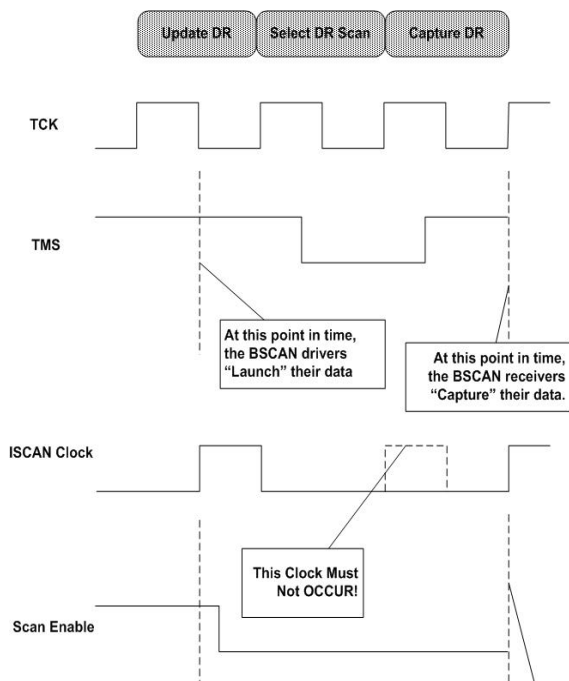 Update DR
Select DR Scan
Capture DR
TCK
TMS
At this point in time,
the BSCAN drivers
“Launch” their data
At this point in time,
the BSCAN receivers
“Capture” their data.
ISCAN Clock
This Clock Must
Not OCCUR!
Scan Enable